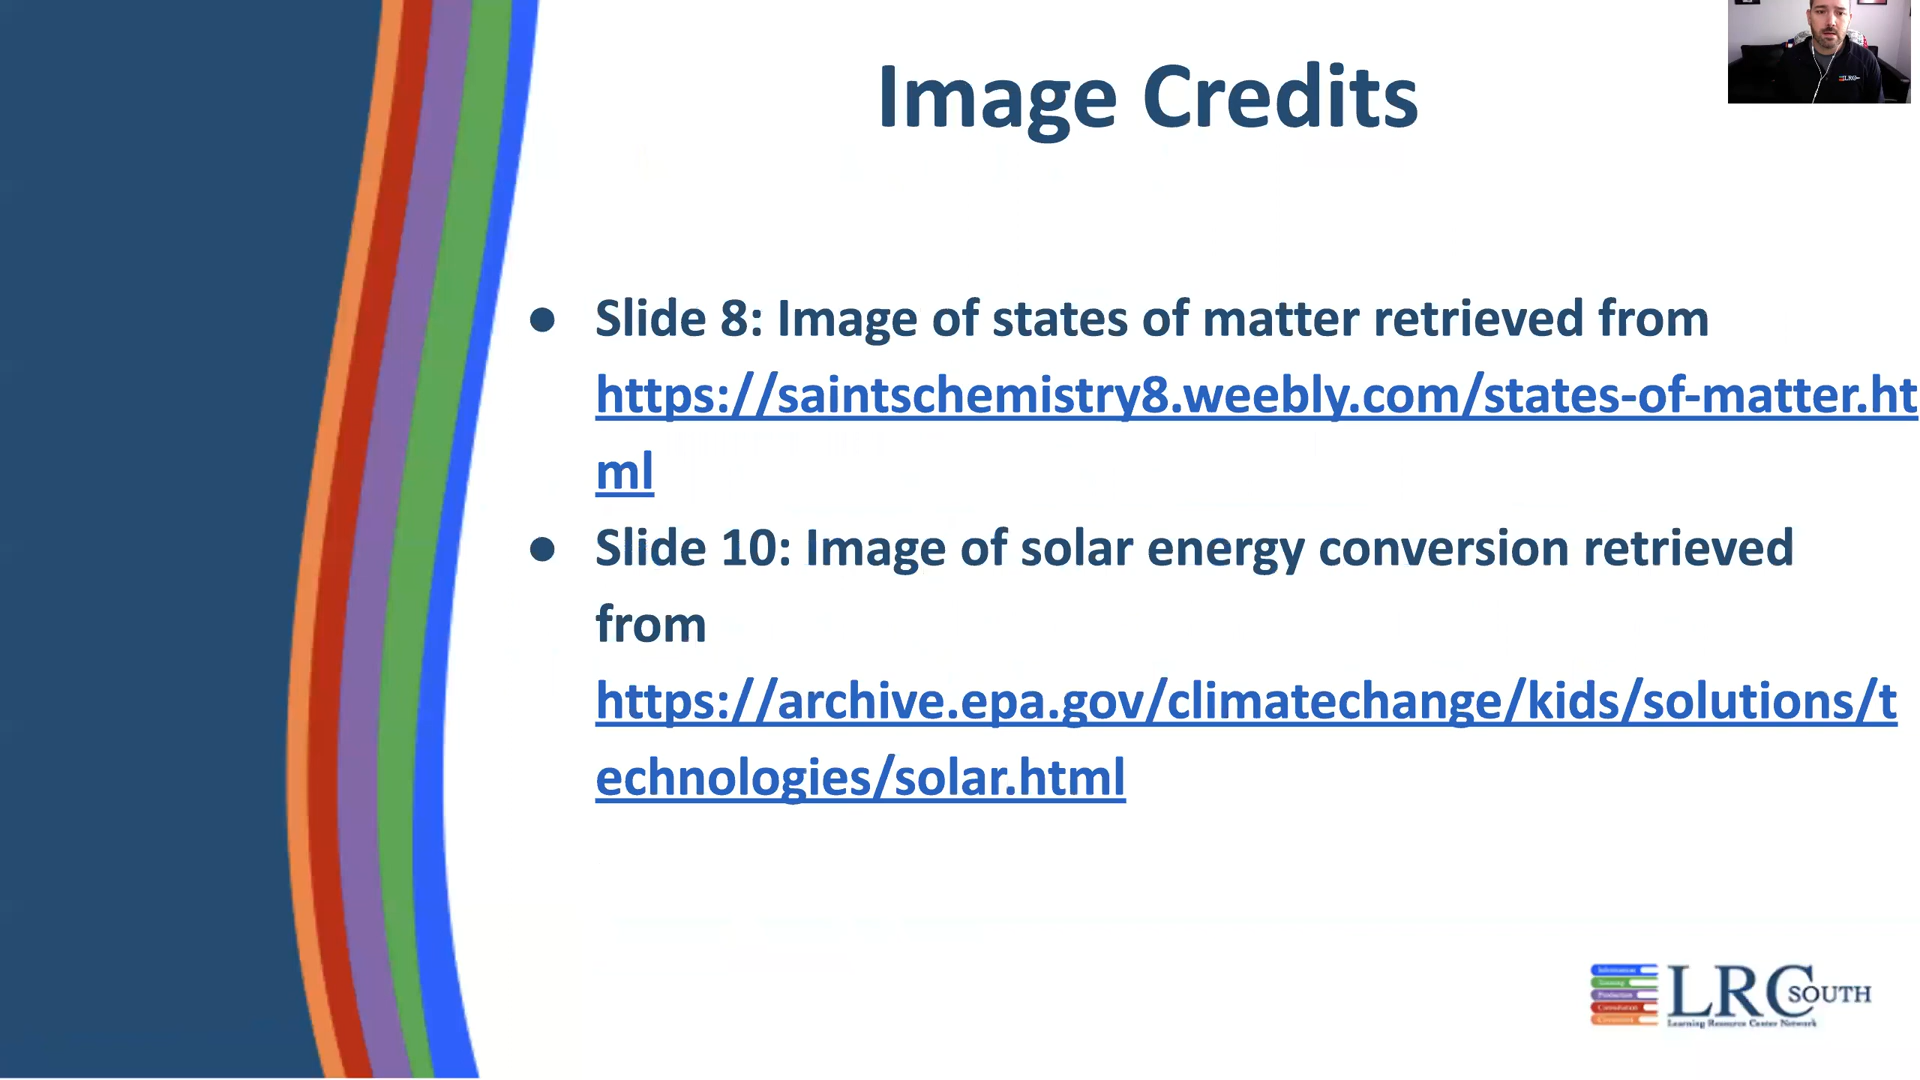 Image Credits
● Slide 8: Image of states of matter retrieved from
https://saintschemistry8.weebly.com/states-of-matter.ht
ml
● Slide 10: Image of solar energy conversion retrieved
from
https://archive.epa.gov/climatechange/kids/solutions/t
echnologies/solar.html
LRC SOUTH
Learning Resource Center Network